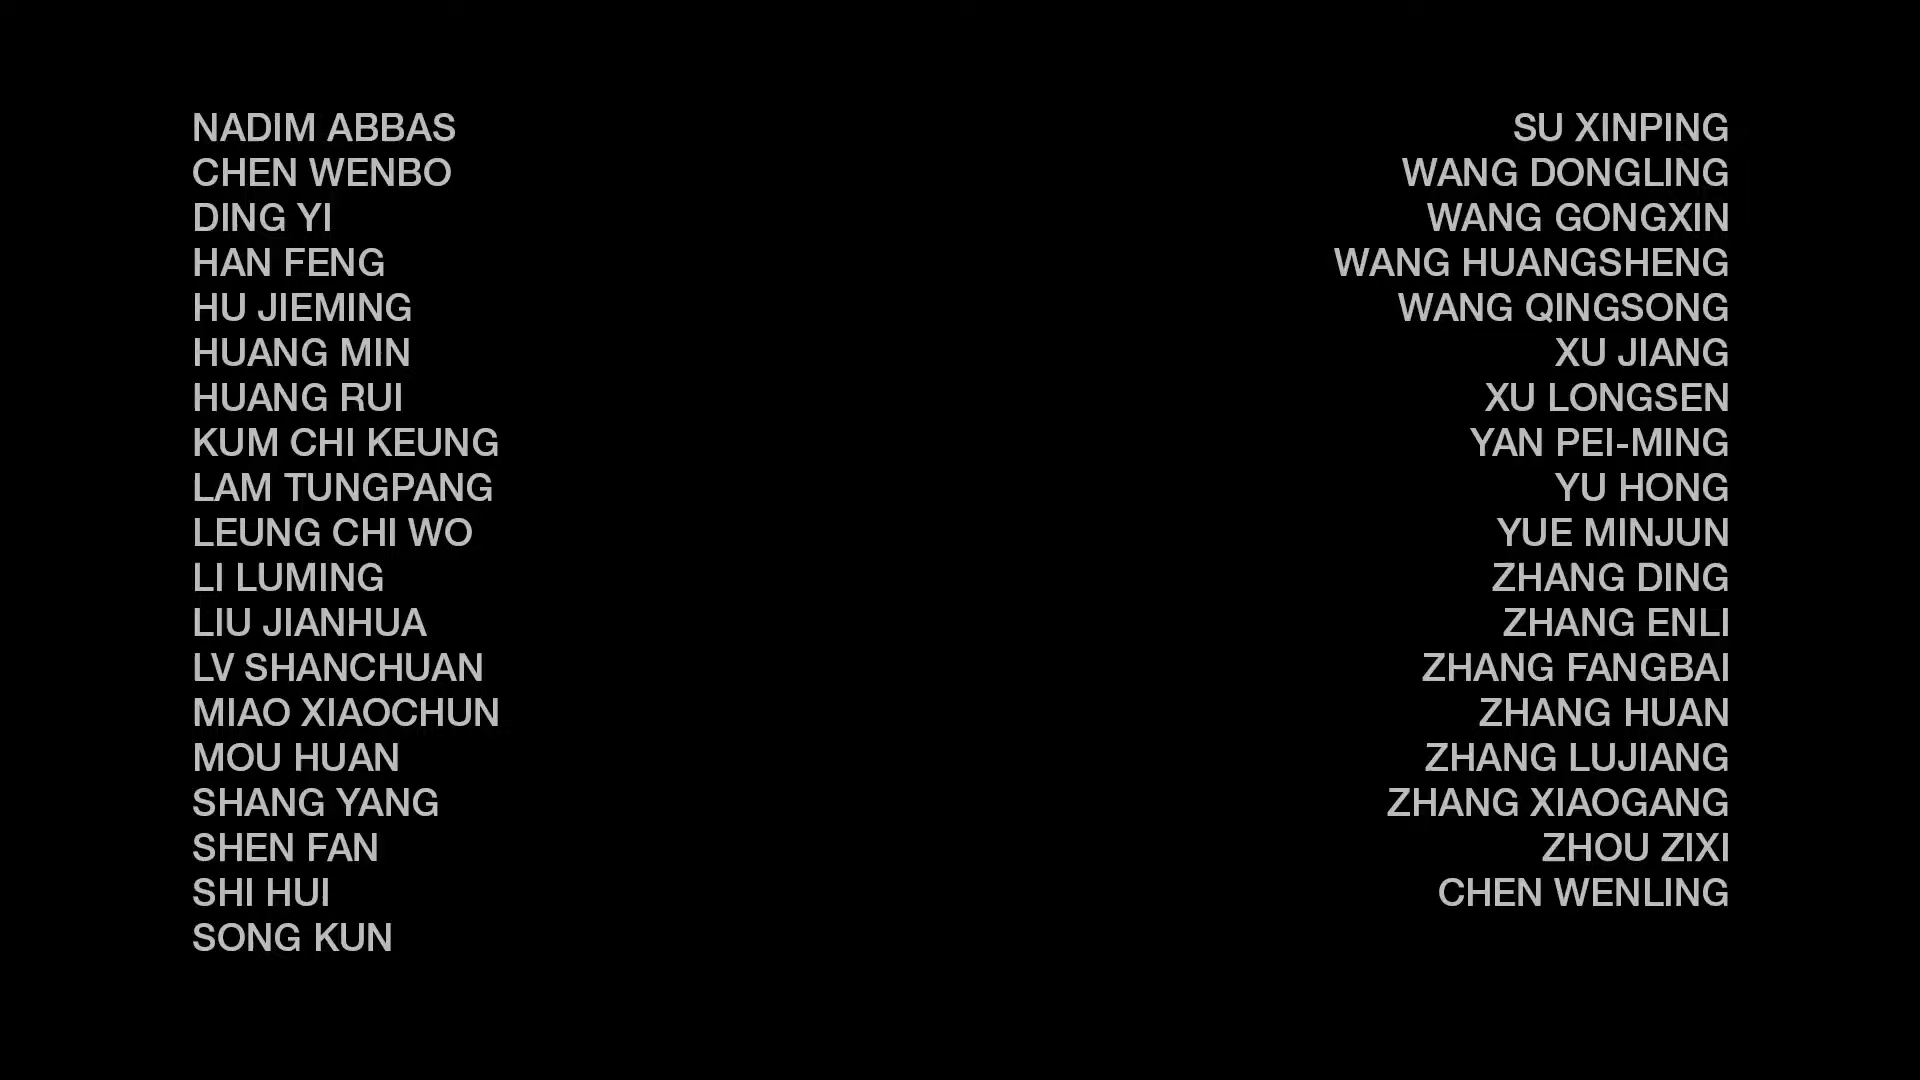 NADIM ABBAS
CHEN WENBO
DING YI
HAN FENG
HU JIEMING
HUANG MIN
HUANG RUI
KUM CHI KEUNG
LAM TUNGPANG
LEUNG CHI WO
LI LUMING
LIU JIANHUA
LV SHANCHUAN
MIAO XIAOCHUN
MOU HUAN
SHANG YANG
SHEN FAN
SHI HUI
SONG KUN
SU XINPING
WANG DONGLING
WANG GONGXIN
WANG HUANGSHENG
WANG QINGSONG
XU JIANG
XU LONGSEN
YAN PEI-MING
YU HONG
YUE MINJUN
ZHANG DING
ZHANG ENLI
ZHANG FANGBAI
ZHANG HUAN
ZHANG LUJIANG
ZHANG XIAOGANG
ZHOU ZIXI
CHEN WENLING